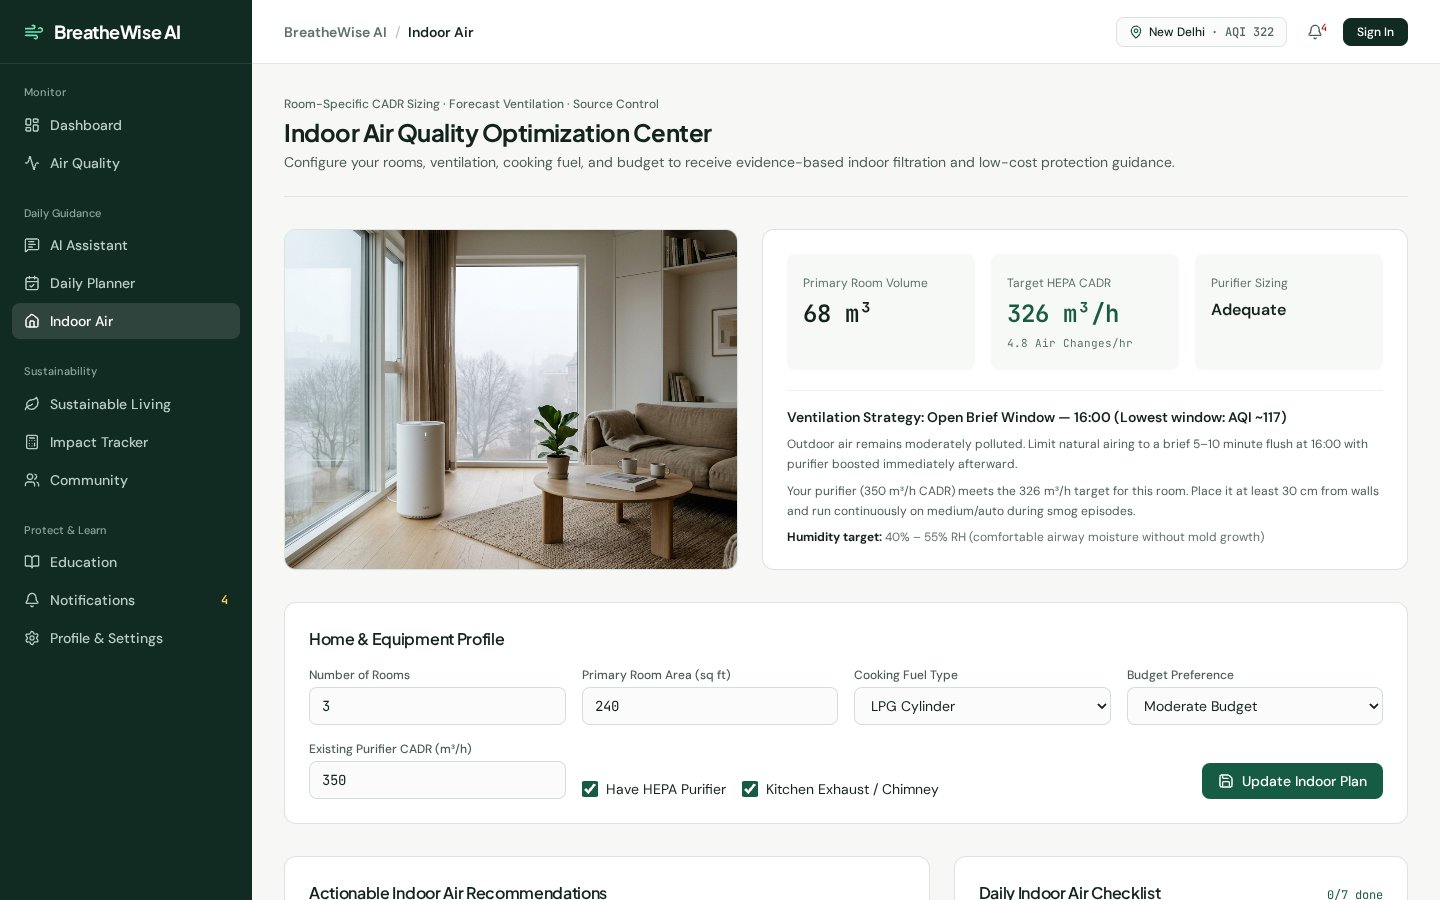 BreatheWise AI
Monitor
Dashboard
Air Quality
Daily Guidance
AI Assistant
Daily Planner
Indoor Air
Sustainability
Sustainable Living
Impact Tracker
Community
Protect & Learn
Education
Notifications 4
Profile & Settings
BreatheWise AI / Indoor Air
New Delhi · AQI 322
4
Sign In
Room-Specific CADR Sizing · Forecast Ventilation · Source Control
Indoor Air Quality Optimization Center
Configure your rooms, ventilation, cooking fuel, and budget to receive evidence-based indoor filtration and low-cost protection guidance.
Primary Room Volume
68 m³
Target HEPA CADR
326 m³/h
4.8 Air Changes/hr
Purifier Sizing
Adequate
Ventilation Strategy: Open Brief Window — 16:00 (Lowest window: AQI ~117)
Outdoor air remains moderately polluted. Limit natural airing to a brief 5–10 minute flush at 16:00 with
purifier boosted immediately afterward.
Your purifier (350 m³/h CADR) meets the 326 m³/h target for this room. Place it at least 30 cm from walls
and run continuously on medium/auto during smog episodes.
Humidity target: 40% – 55% RH (comfortable airway moisture without mold growth)
Home & Equipment Profile
Number of Rooms
3
Primary Room Area (sq ft)
240
Cooking Fuel Type
LPG Cylinder
Budget Preference
Moderate Budget
Existing Purifier CADR (m³/h)
350
Have HEPA Purifier
Kitchen Exhaust / Chimney
Update Indoor Plan
Actionable Indoor Air Recommendations
Daily Indoor Air Checklist
0/7 done